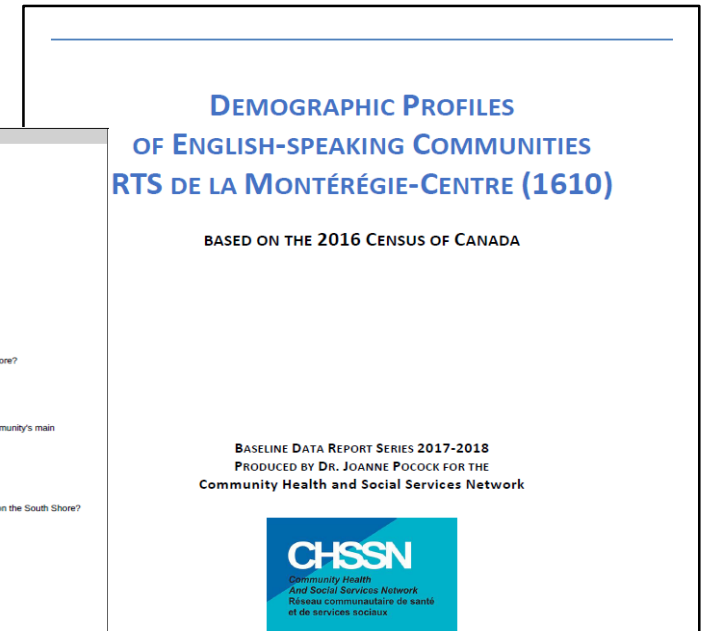 DEMOGRAPHIC PROFILES
OF ENGLISH-SPEAKING COMMUNITIES
RTS DE LA MONTÉRÉGIE-CENTRE (1610)
BASED ON THE 2016 CENSUS OF CANADA
ore?
munity's main
on the South Shore?
BASELINE DATA REPORT SERIES 2017-2018
PRODUCED BY DR. JOANNE POCOCK FOR THE
Community Health and Social Services Network
CHSSN
Community Health
And Social Services Network
Réseau communautaire de santé
et de services sociaux